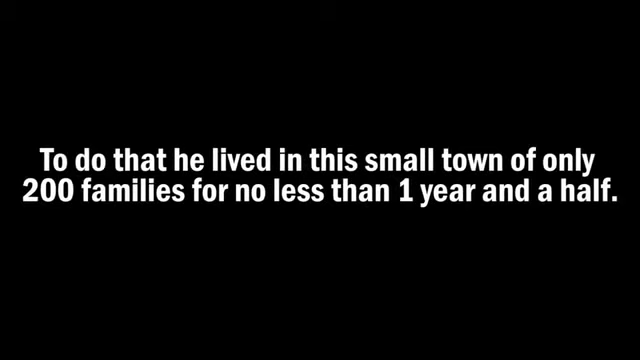 To do that he lived in this small town of only
200 families for no less than 1 year and a half.